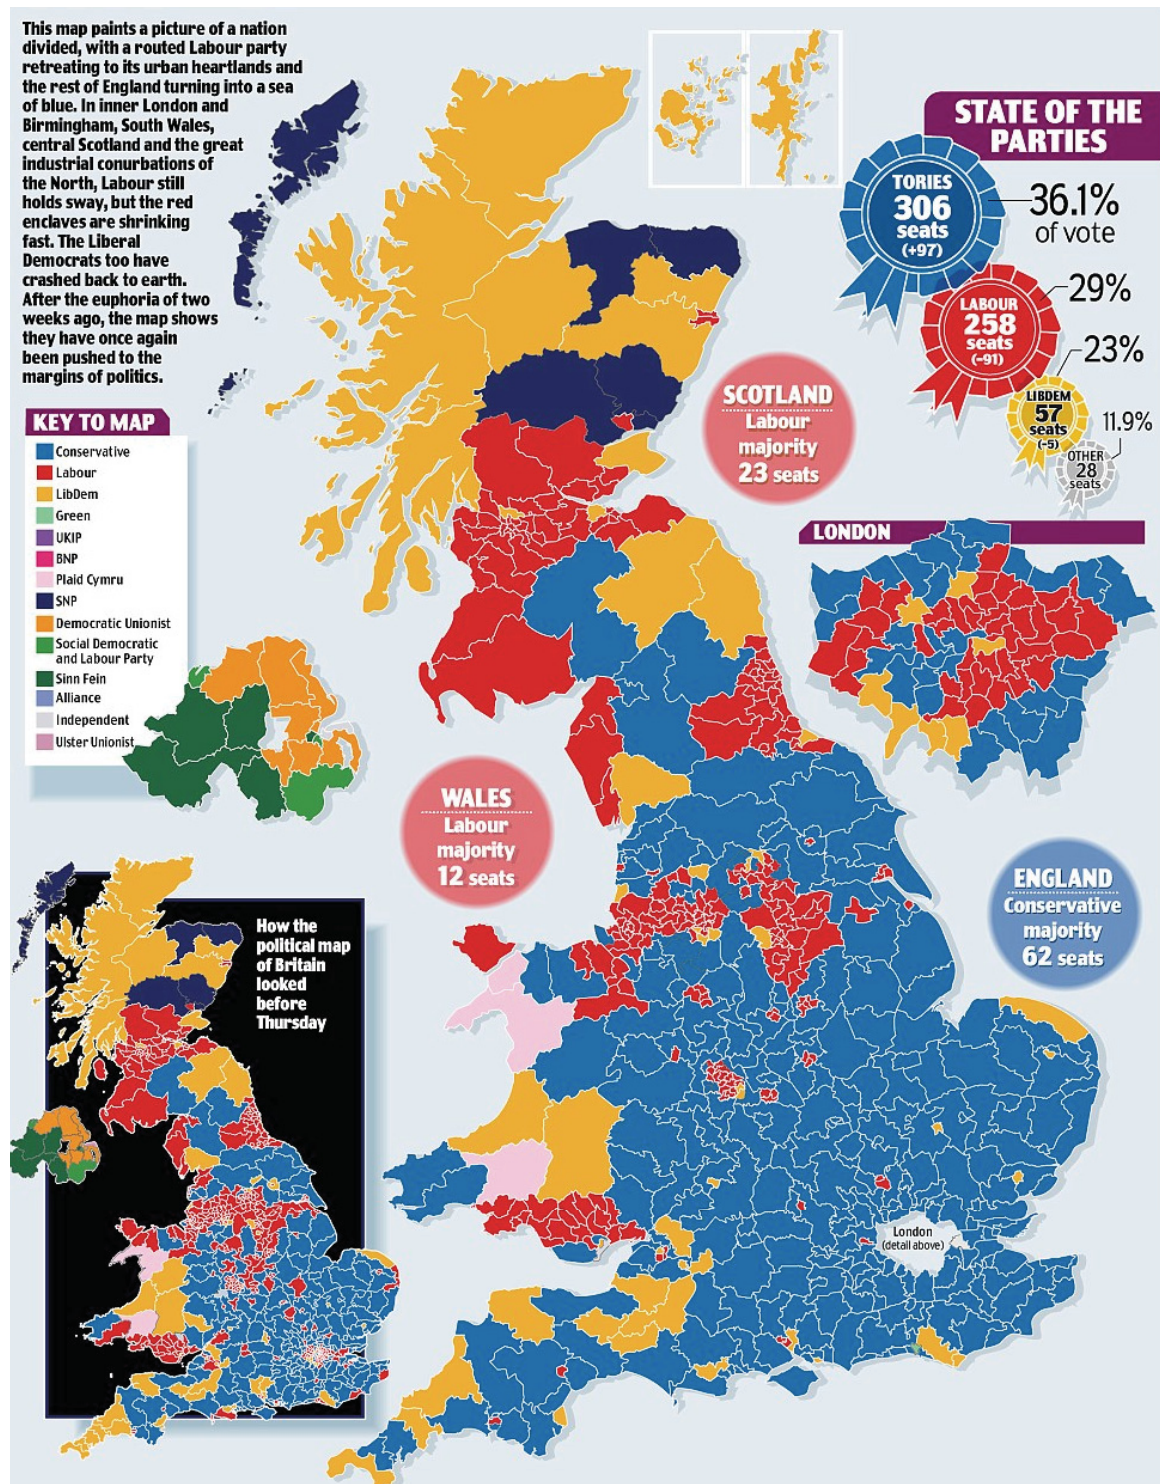 This map paints a picture of a nation
divided, with a routed Labour party
retreating to its urban heartlands and
the rest of England turning into a sea
of blue. In inner London and
Birmingham, South Wales,
central Scotland and the great
industrial conurbations of
the North, Labour still
holds sway, but the red
enclaves are shrinking
fast. The Liberal
Democrats too have
crashed back to earth.
After the euphoria of two
weeks ago, the map shows
they have once again
been pushed to the
margins of politics.
STATE OF THE
PARTIES
TORIES
306
seats
(+97)
36.1%
of vote
LABOUR
258
seats
(-91)
29%
LIBDEM
57
seats
(-5)
23%
OTHER
28
seats
11.9%
KEY TO MAP
Conservative
Labour
LibDem
Green
UKIP
BNP
Plaid Cymru
SNP
Democratic Unionist
Social Democratic
and Labour Party
Sinn Fein
Alliance
Independent
Ulster Unionist
SCOTLAND
Labour
majority
23 seats
LONDON
WALES
Labour
majority
12 seats
ENGLAND
Conservative
majority
62 seats
How the
political map
of Britain
looked
before
Thursday
London
(detail above)